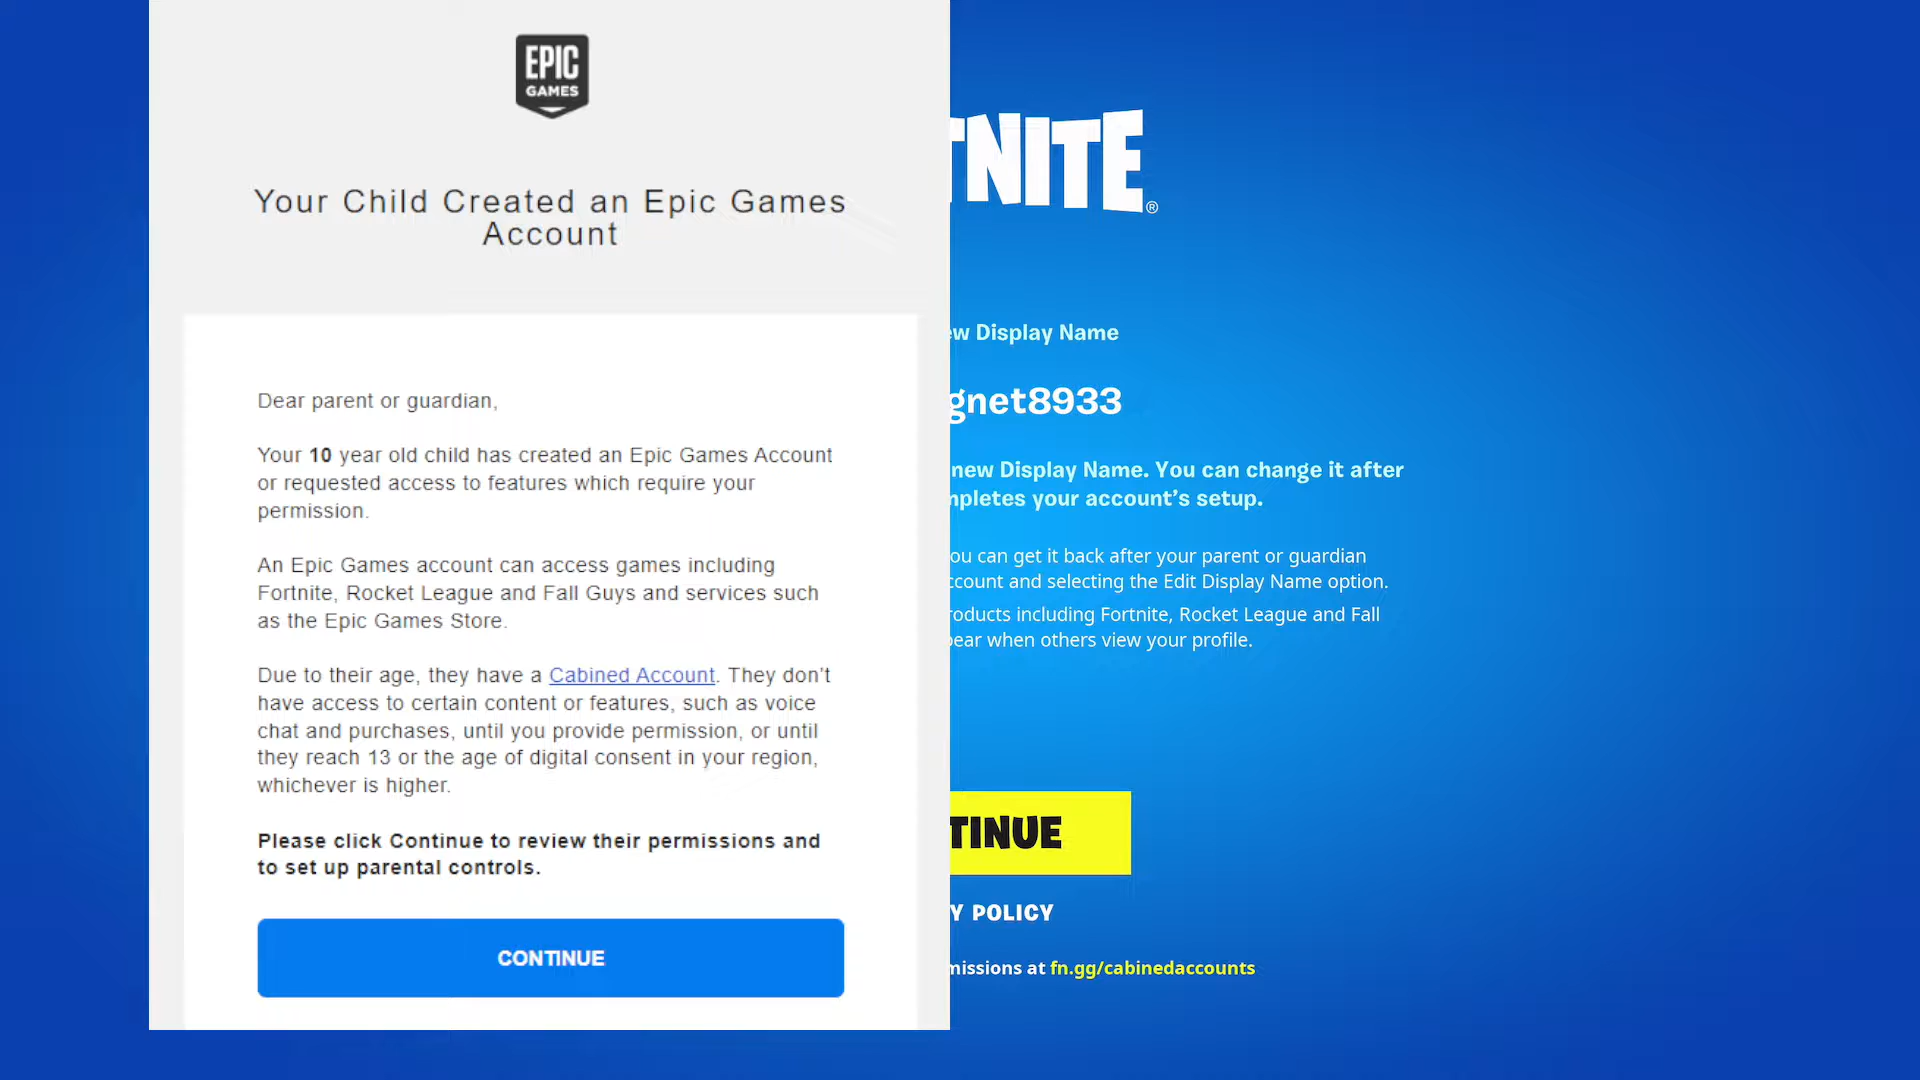 EPIC
GAMES
Your Child Created an Epic Games
Account
Dear parent or guardian,
Your 10 year old child has created an Epic Games Account
or requested access to features which require your
permission.
An Epic Games account can access games including
Fortnite, Rocket League and Fall Guys and services such
as the Epic Games Store.
Due to their age, they have a Cabined Account. They don't
have access to certain content or features, such as voice
chat and purchases, until you provide permission, or until
they reach 13 or the age of digital consent in your region,
whichever is higher.
Please click Continue to review their permissions and
to set up parental controls.
CONTINUE
TNITE®
ew Display Name
gnet8933
new Display Name. You can change it after
mpletes your account's setup.
ou can get it back after your parent or guardian
ccount and selecting the Edit Display Name option.
roducts including Fortnite, Rocket League and Fall
pear when others view your profile.
TINUE
Y POLICY
missions at fn.gg/cabinedaccounts